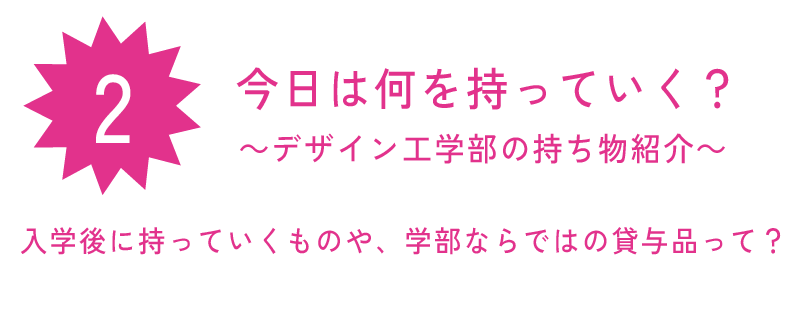 2
今日は何を持っていく？
～デザイン工学部の持ち物紹介～
入学後に持っていくものや、学部ならではの貸与品って？